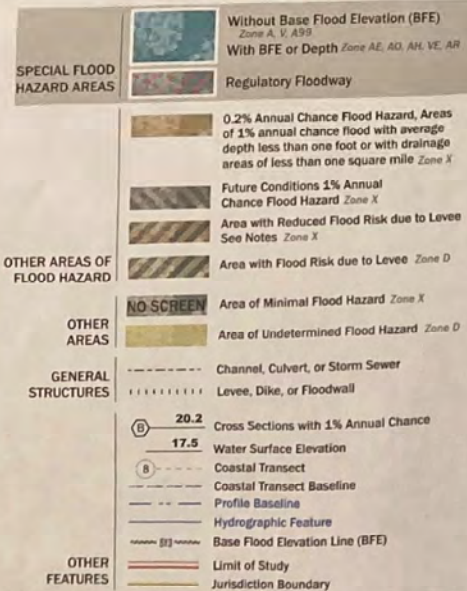 SPECIAL FLOOD
HAZARD AREAS
Without Base Flood Elevation (BFE)
Zone A, V, A99
With BFE or Depth Zone AE, AO, AH, VE, AR
Regulatory Floodway
OTHER AREAS OF
FLOOD HAZARD
0.2% Annual Chance Flood Hazard, Areas
of 1% annual chance flood with average
depth less than one foot or with drainage
areas of less than one square mile Zone X
Future Conditions 1% Annual
Chance Flood Hazard Zone X
Area with Reduced Flood Risk due to Levee
See Notes Zone X
Area with Flood Risk due to Levee Zone D
OTHER
AREAS
NO SCREEN Area of Minimal Flood Hazard Zone X
Area of Undetermined Flood Hazard Zone D
GENERAL
STRUCTURES
Channel, Culvert, or Storm Sewer
Levee, Dike, or Floodwall
OTHER
FEATURES
B 20.2 Cross Sections with 1% Annual Chance
17.5 Water Surface Elevation
8 Coastal Transect
Coastal Transect Baseline
Profile Baseline
Hydrographic Feature
Base Flood Elevation Line (BFE)
Limit of Study
Jurisdiction Boundary